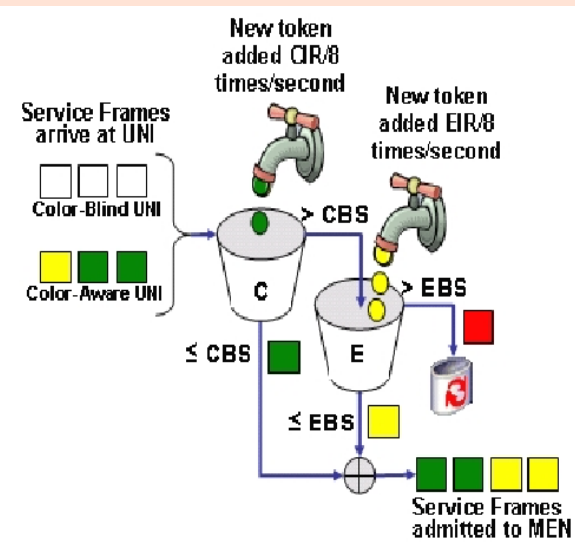 New token
added CIR/8
times/second
New token
added EIR/8
times/second
Service Frames
arrive at UNI
Color-Blind UNI
Color-Aware UNI
> CBS
C
> EBS
≤ CBS
E
≤ EBS
Service Frames
admitted to MEN